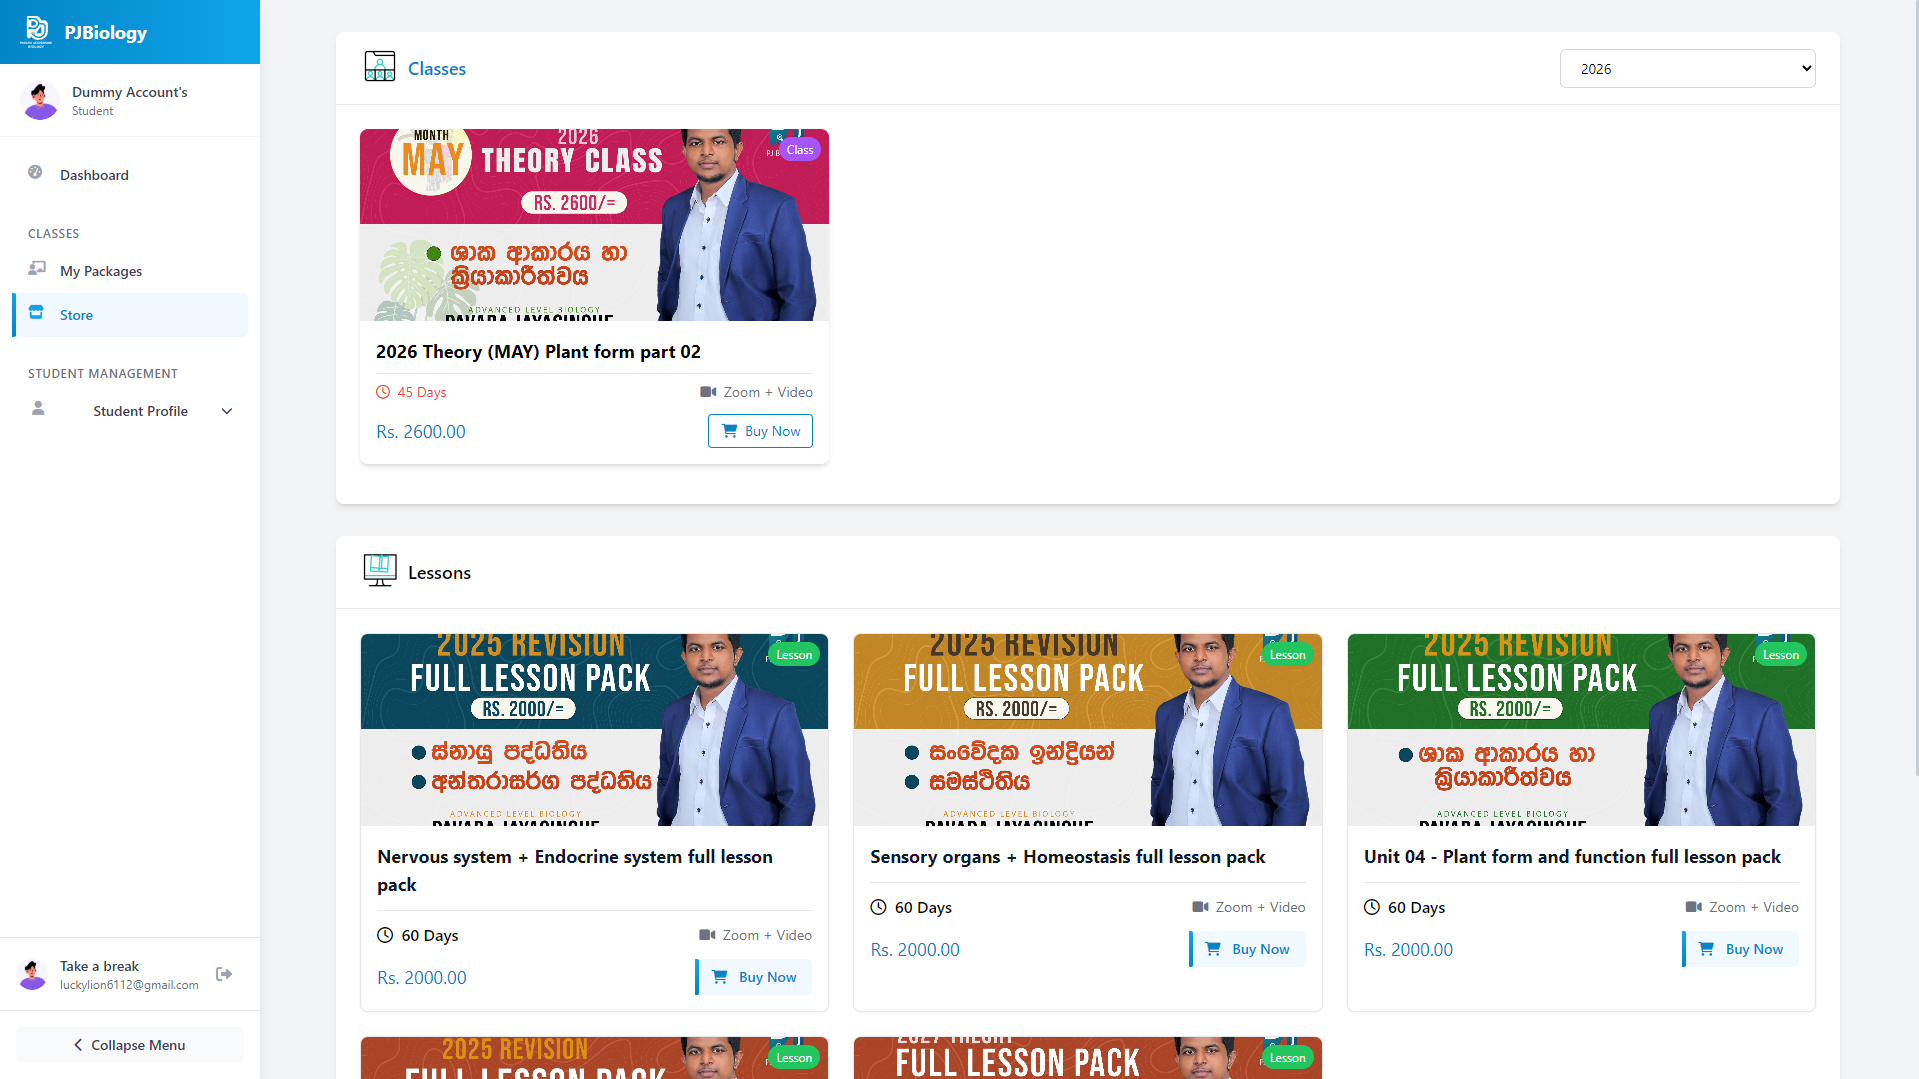 PJBiology
Dummy Account's
Student
Dashboard
CLASSES
My Packages
Store
STUDENT MANAGEMENT
Student Profile
Take a break
luckylion6112@gmail.com
Collapse Menu
Classes
2026
MONTH
MAY
2026
THEORY CLASS
RS. 2600/=
Class
ශාක ආකාරය හා
ක්‍රියාකාරීත්වය
ADVANCED LEVEL BIOLOGY
2026 Theory (MAY) Plant form part 02
45 Days
Zoom + Video
Rs. 2600.00
Buy Now
Lessons
2025 REVISION
FULL LESSON PACK
RS. 2000/=
Lesson
ස්නායු පද්ධතිය
අන්තරාසර්ග පද්ධතිය
ADVANCED LEVEL BIOLOGY
Nervous system + Endocrine system full lesson
pack
60 Days
Zoom + Video
Rs. 2000.00
Buy Now
2025 REVISION
FULL LESSON PACK
RS. 2000/=
Lesson
සංවේදක ඉන්ද්‍රියන්
සමස්ථිතිය
ADVANCED LEVEL BIOLOGY
Sensory organs + Homeostasis full lesson pack
60 Days
Zoom + Video
Rs. 2000.00
Buy Now
2025 REVISION
FULL LESSON PACK
RS. 2000/=
Lesson
ශාක ආකාරය හා
ක්‍රියාකාරීත්වය
ADVANCED LEVEL BIOLOGY
Unit 04 - Plant form and function full lesson pack
60 Days
Zoom + Video
Rs. 2000.00
Buy Now
2025 REVISION
FULL LESSON PACK
Lesson
2027 THEORY
FULL LESSON PACK
Lesson